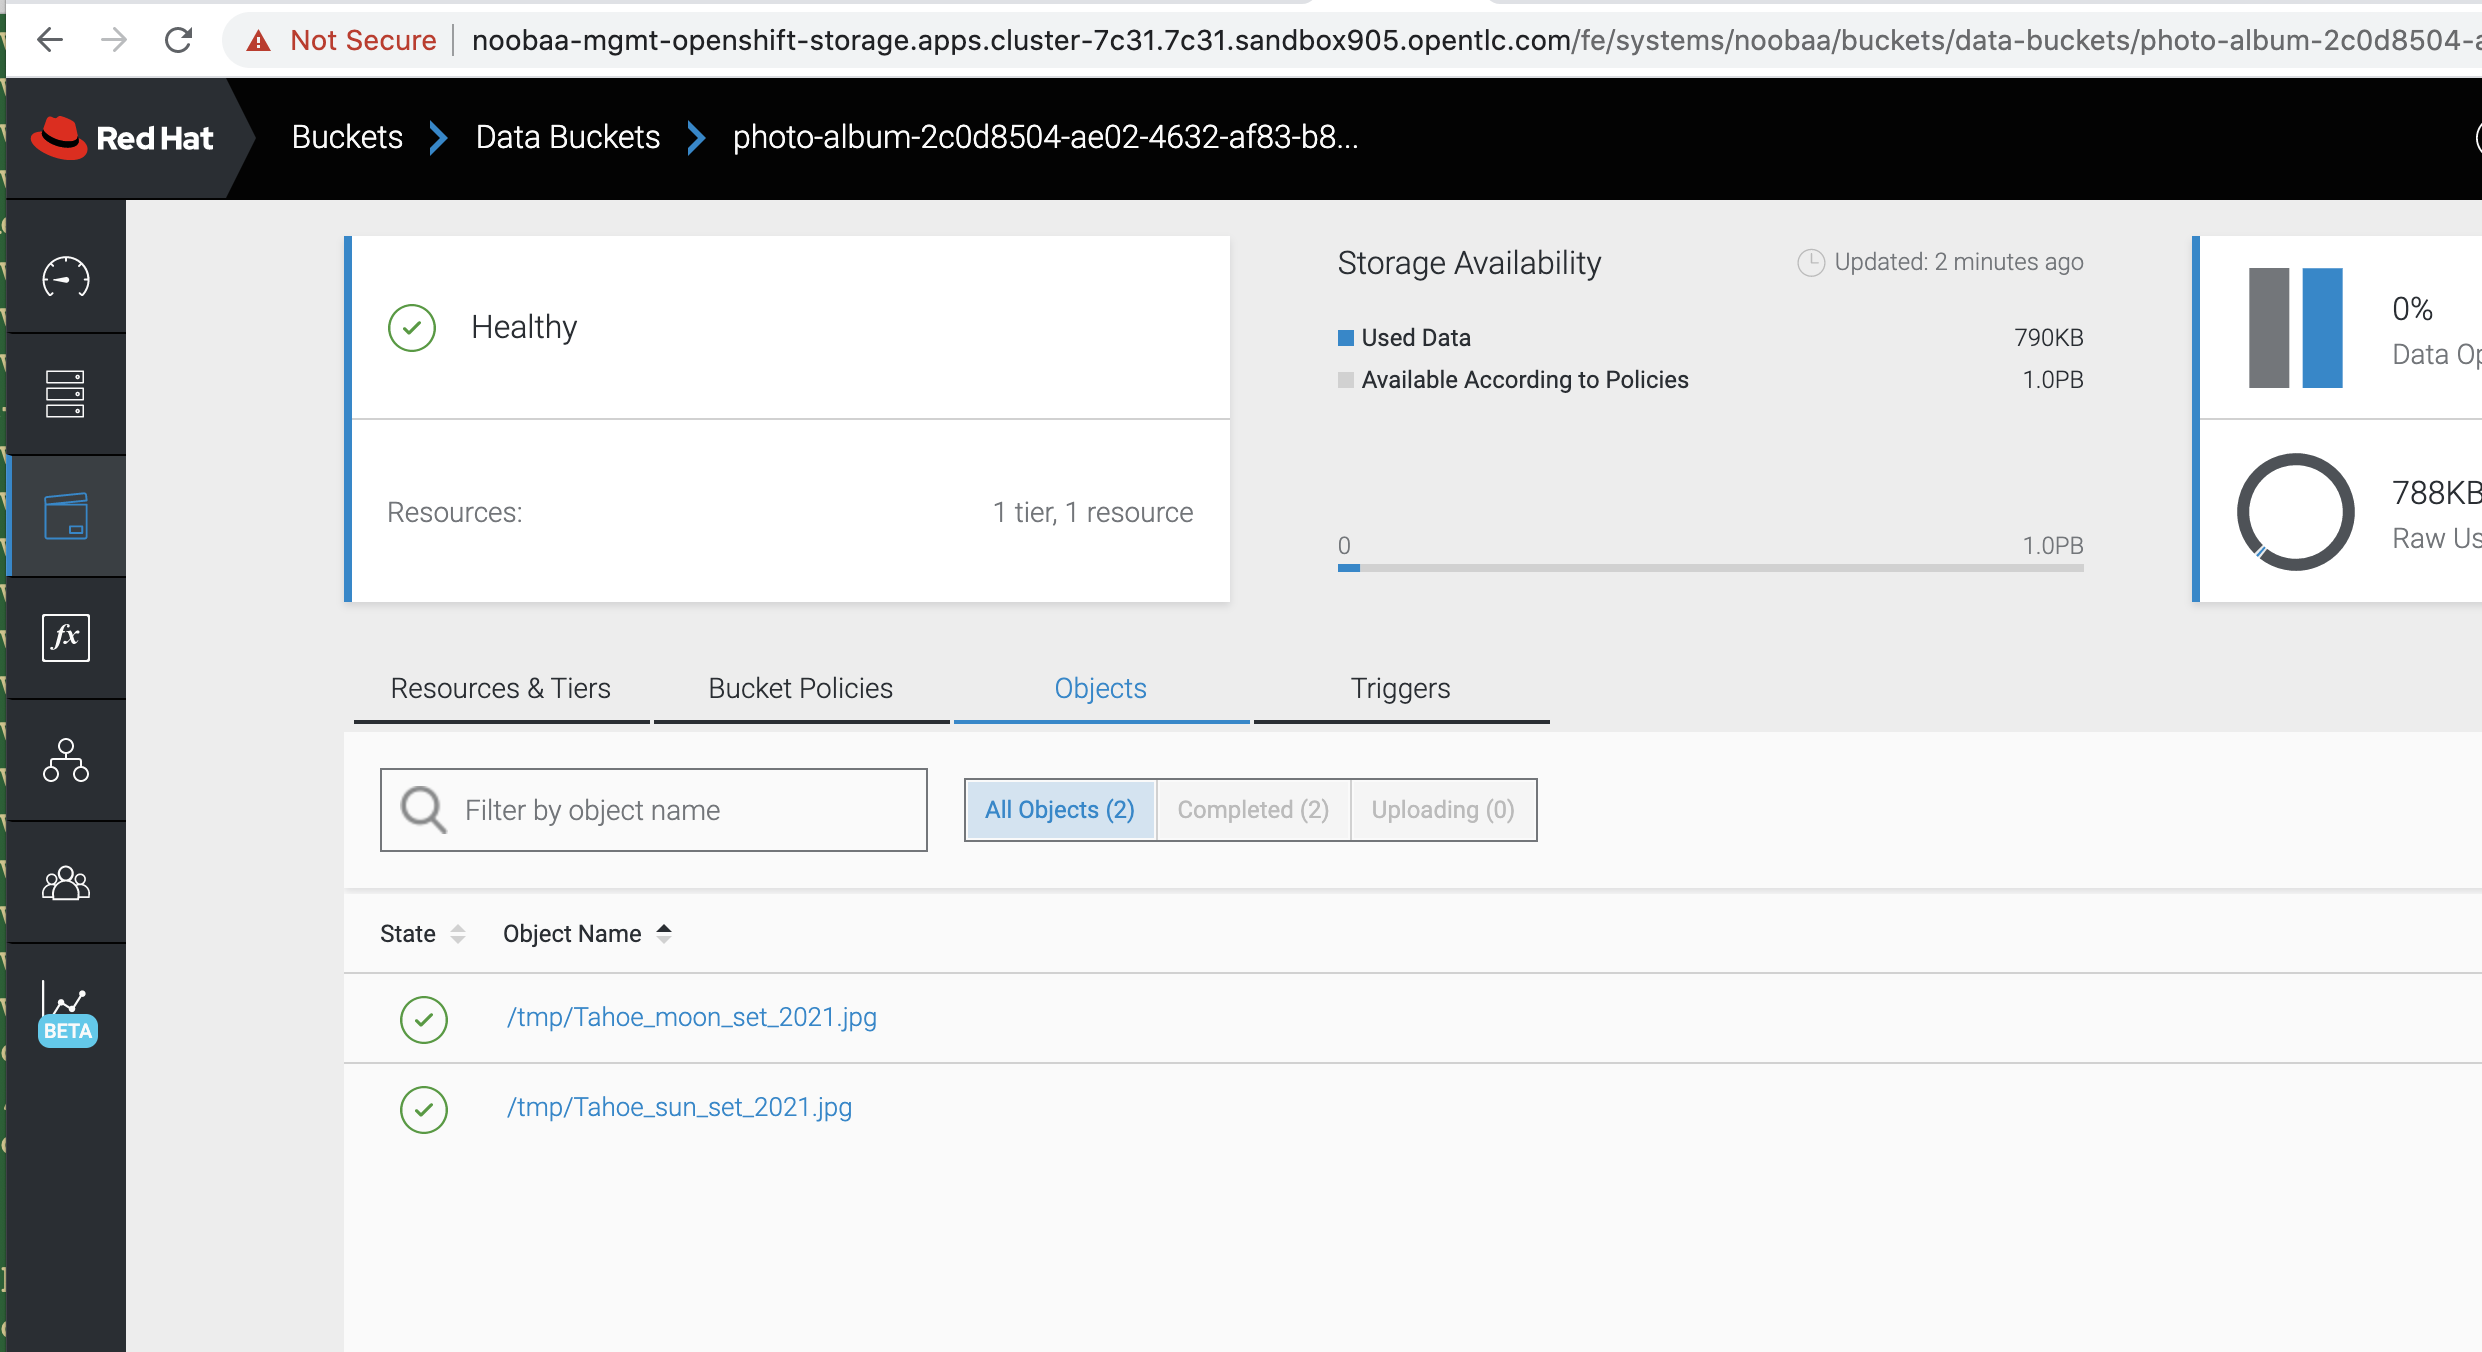 Not Secure noobaa-mgmt-openshift-storage.apps.cluster-7c31.7c31.sandbox905.opentlc.com/fe/systems/noobaa/buckets/data-buckets/photo-album-2c0d8504-
Red Hat Buckets Data Buckets photo-album-2c0d8504-ae02-4632-af83-b8...
Healthy
Resources: 1 tier, 1 resource
Storage Availability Updated: 2 minutes ago
Used Data 790KB
Available According to Policies 1.0PB
0 1.0PB
0%
Data Op
788KB
Raw Us
fx
BETA
Resources & Tiers Bucket Policies Objects Triggers
Filter by object name All Objects (2) Completed (2) Uploading (0)
State Object Name
/tmp/Tahoe_moon_set_2021.jpg
/tmp/Tahoe_sun_set_2021.jpg